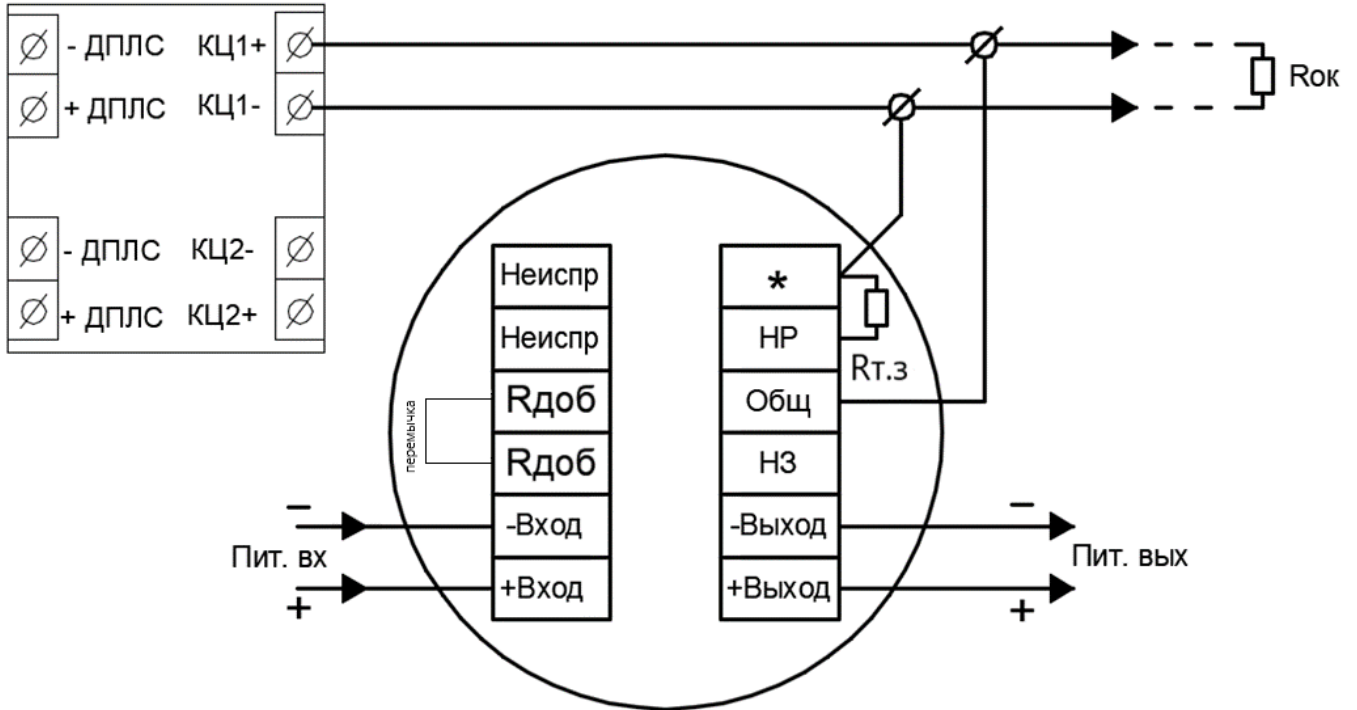 - ДПЛС КЦ1+
+ ДПЛС КЦ1-
Rок
- ДПЛС КЦ2-
+ ДПЛС КЦ2+
Неиспр
*
Неиспр
НР
Rт.з
перемычка
Rдоб
Общ
Rдоб
НЗ
−
-Вход
-Выход
−
Пит. вх
Пит. вых
+
+Вход
+Выход
+